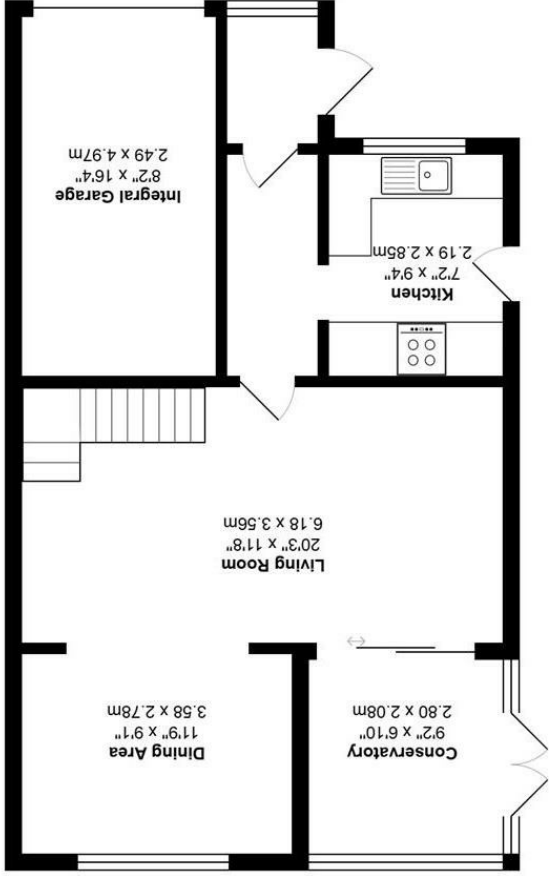 Conservatory
9'2" x 6'10"
2.80 x 2.08m
Dining Area
11'9" x 9'1"
3.58 x 2.78m
Living Room
20'3" x 11'8"
6.18 x 3.56m
Kitchen
7'2" x 9'4"
2.19 x 2.85m
Integral Garage
8'2" x 16'4"
2.49 x 4.97m